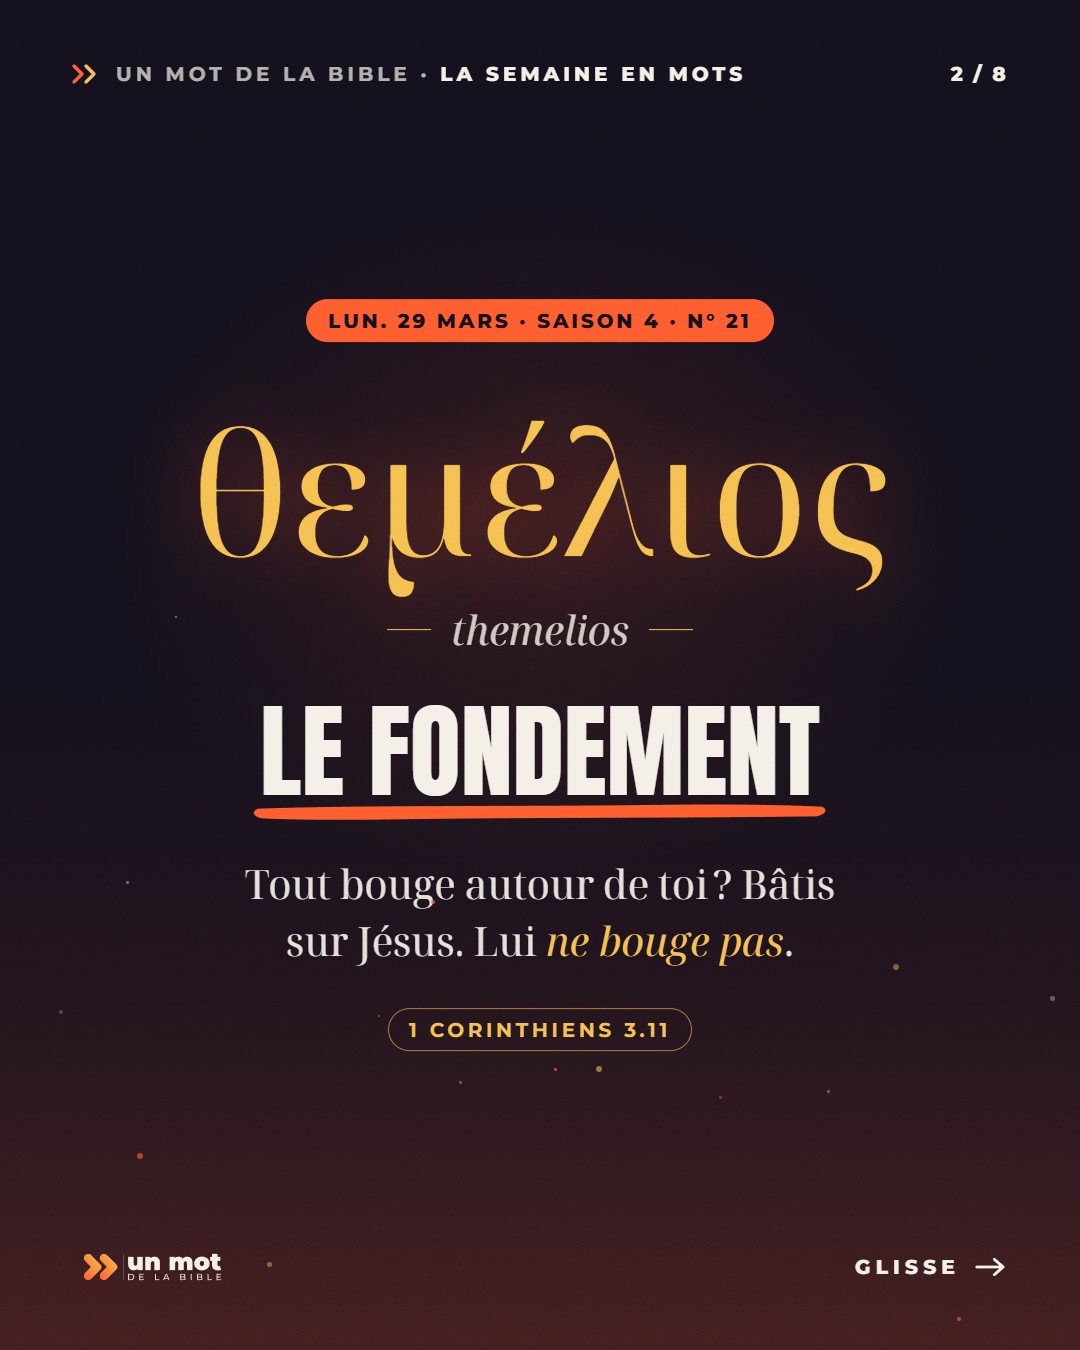 UN MOT DE LA BIBLE · LA SEMAINE EN MOTS
2 / 8
LUN. 29 MARS · SAISON 4 · N° 21
θεμέλιος
themelios
LE FONDEMENT
Tout bouge autour de toi ? Bâtis
sur Jésus. Lui ne bouge pas.
1 CORINTHIENS 3.11
un mot
DE LA BIBLE
GLISSE →